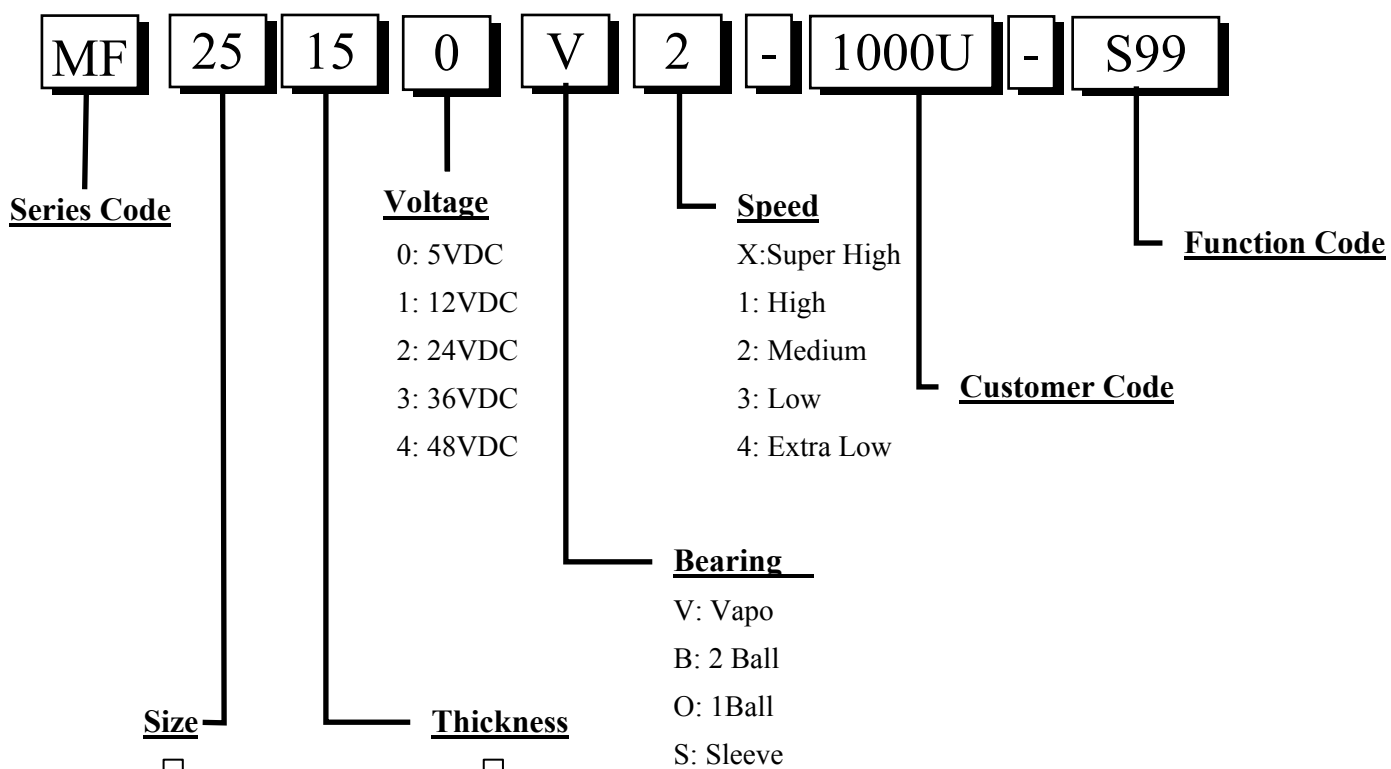 MF 25 15 0 V 2 - 1000U - S99
Series Code
Voltage
0: 5VDC
1: 12VDC
2: 24VDC
3: 36VDC
4: 48VDC
Speed
X:Super High
1: High
2: Medium
3: Low
4: Extra Low
Function Code
Customer Code
Bearing
V: Vapo
B: 2 Ball
O: 1Ball
S: Sleeve
Size
Thickness